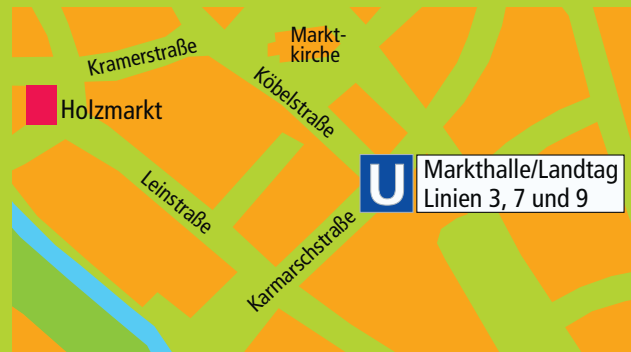 Markt-
kirche
Kramerstraße
Köbelstraße
Holzmarkt
U
Markthalle/Landtag
Linien 3, 7 und 9
Leinstraße
Karmarschstraße